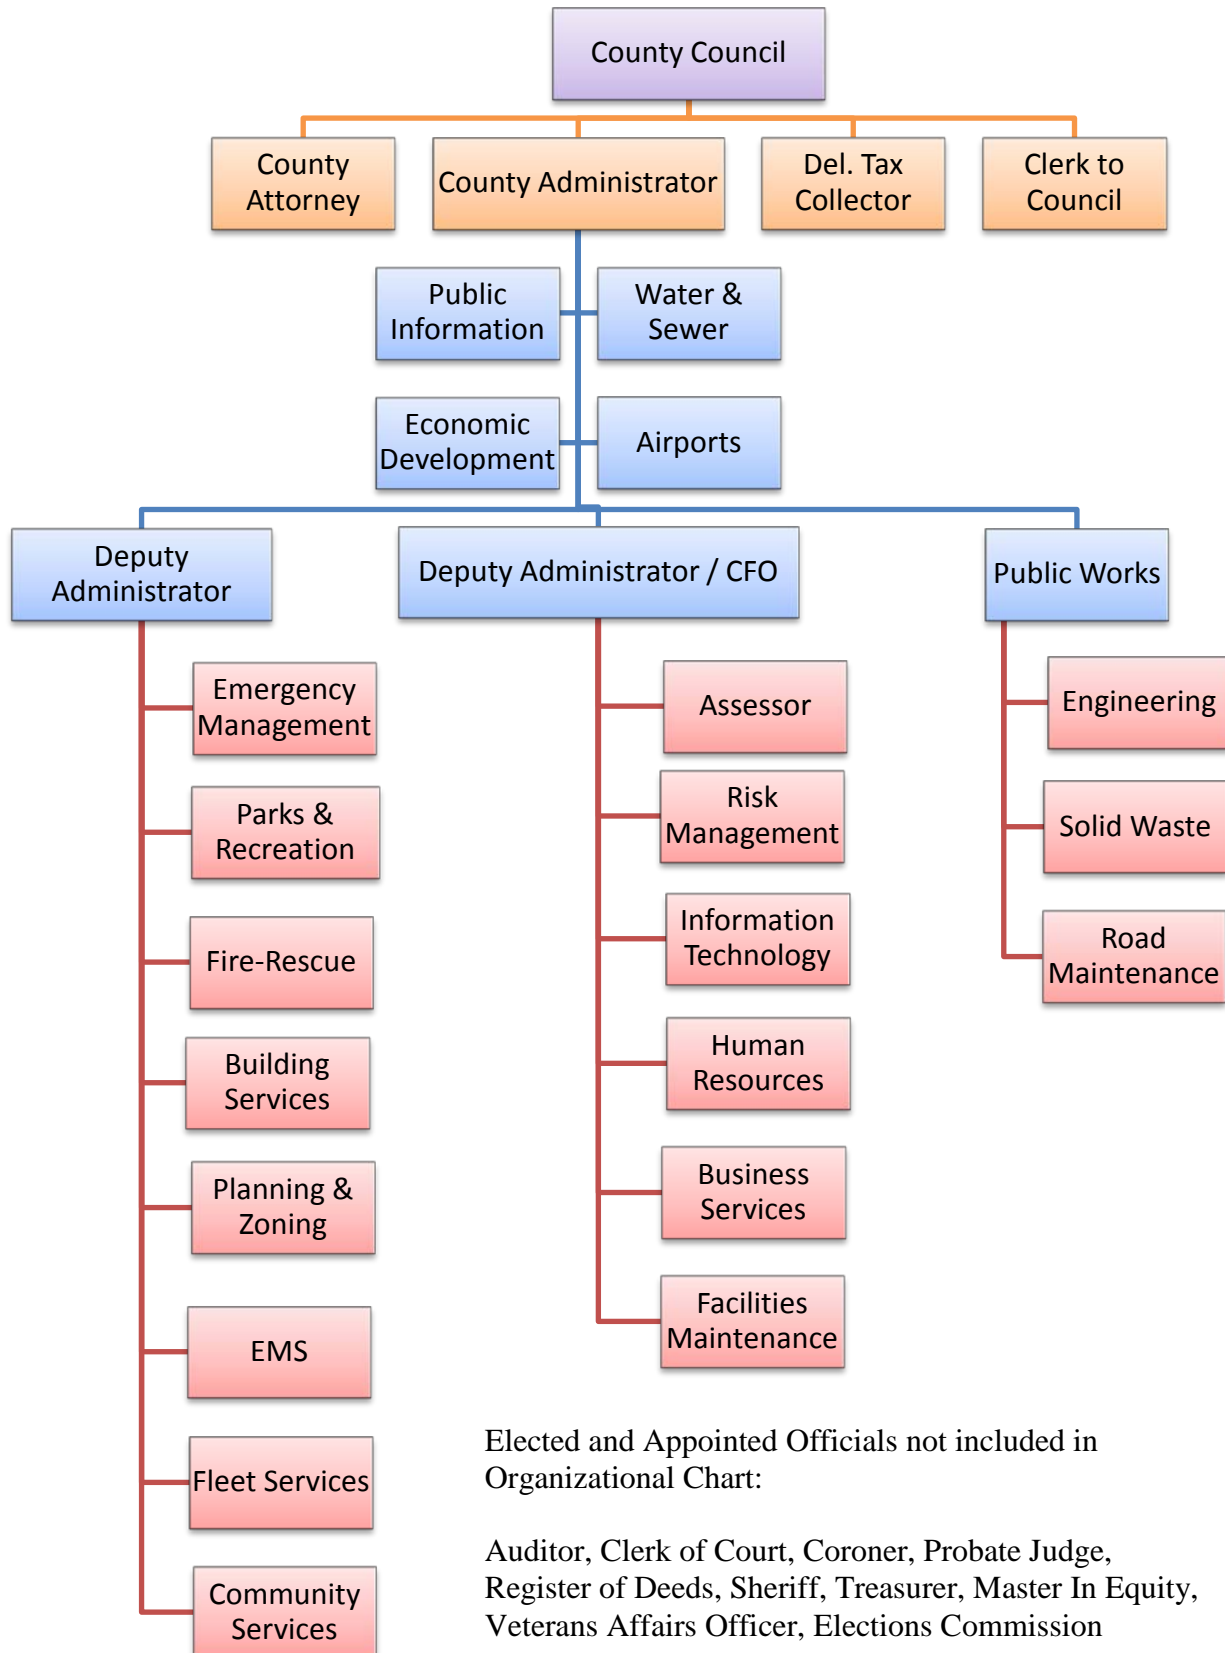 County Council
County
Attorney
County Administrator
Del. Tax
Collector
Clerk to
Council
Public
Information
Water &
Sewer
Economic
Development
Airports
Deputy
Administrator
Deputy Administrator / CFO
Public Works
Emergency
Management
Parks &
Recreation
Fire-Rescue
Building
Services
Planning &
Zoning
EMS
Fleet Services
Community
Services
Assessor
Risk
Management
Information
Technology
Human
Resources
Business
Services
Facilities
Maintenance
Engineering
Solid Waste
Road
Maintenance
Elected and Appointed Officials not included in
Organizational Chart:
Auditor, Clerk of Court, Coroner, Probate Judge,
Register of Deeds, Sheriff, Treasurer, Master In Equity,
Veterans Affairs Officer, Elections Commission